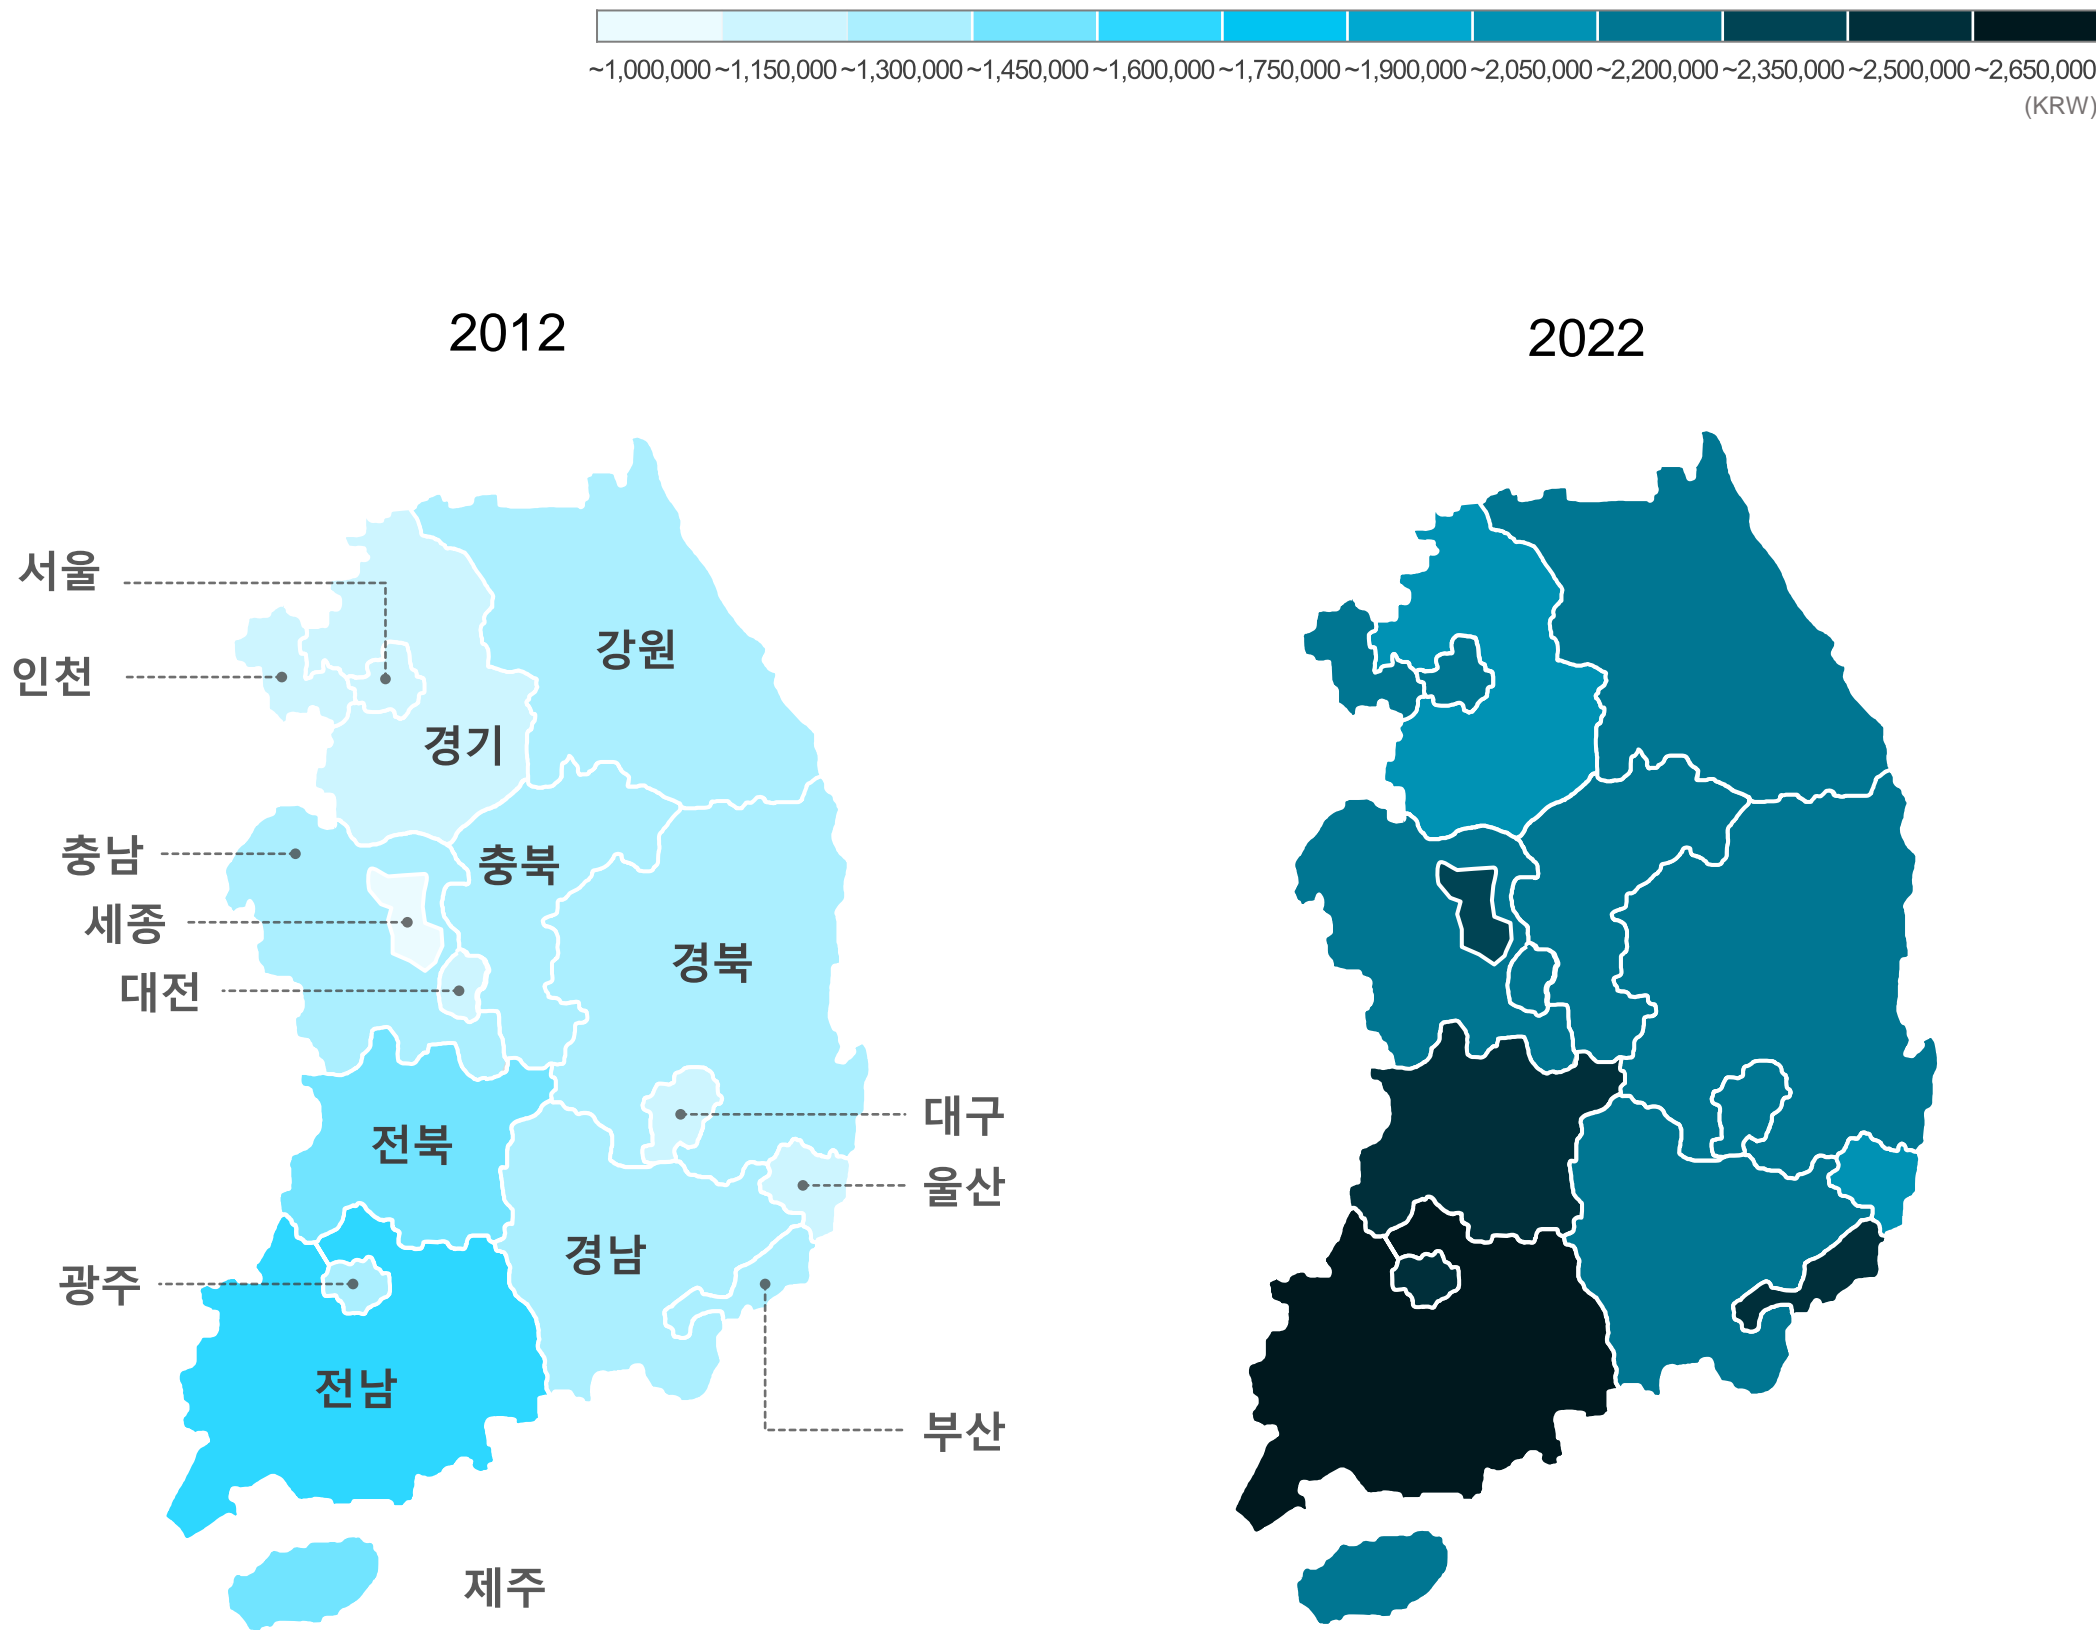 ~1,000,000 ~1,150,000 ~1,300,000 ~1,450,000 ~1,600,000 ~1,750,000 ~1,900,000 ~2,050,000 ~2,200,000 ~2,350,000 ~2,500,000 ~2,650,000
(KRW)
2012
2022
서울
강원
인천
경기
충남
충북
세종
경북
대전
대구
전북
울산
경남
광주
전남
부산
제주